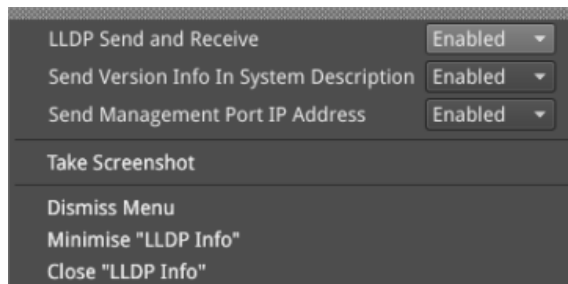 LLDP Send and Receive Enabled
Send Version Info In System Description Enabled
Send Management Port IP Address Enabled
Take Screenshot
Dismiss Menu
Minimise "LLDP Info"
Close "LLDP Info"